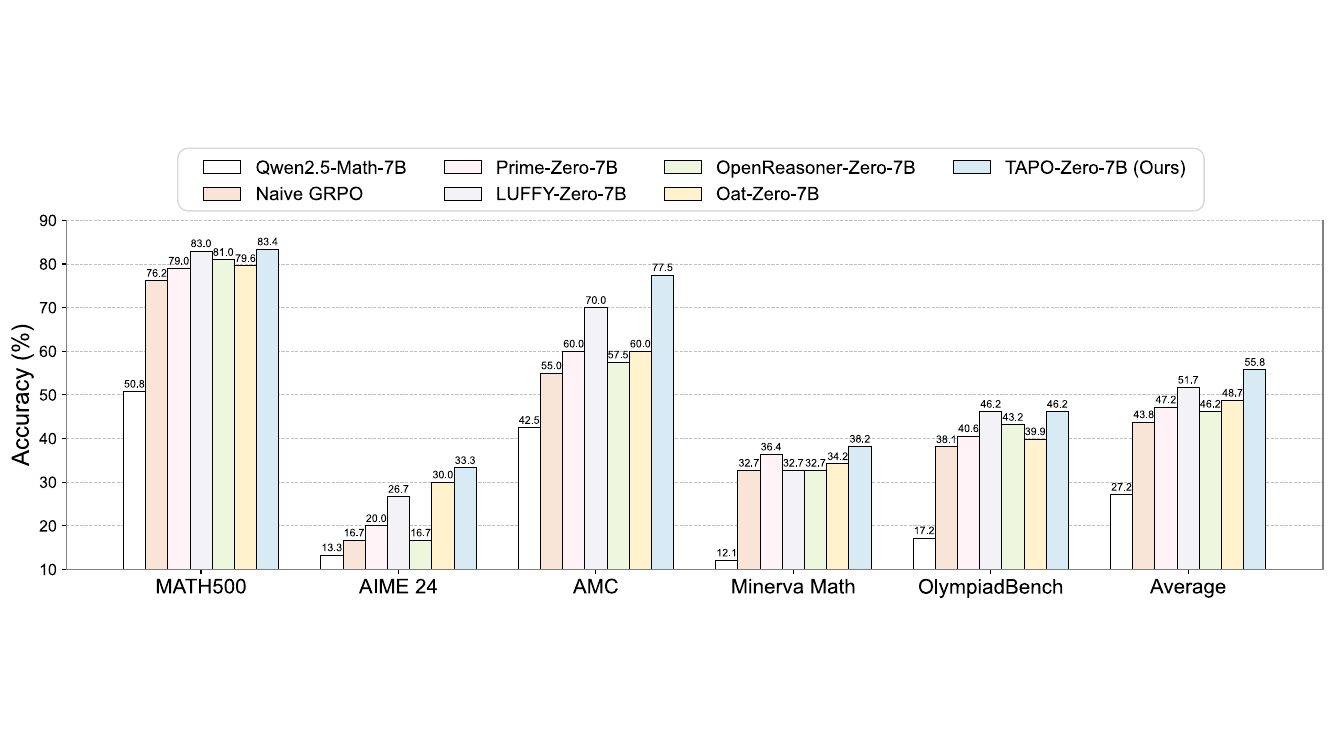 Qwen2.5-Math-7B Prime-Zero-7B OpenReasoner-Zero-7B TAPO-Zero-7B (Ours)
Naive GRPO LUFFY-Zero-7B Oat-Zero-7B
Accuracy (%)
90
80
70
60
50
40
30
20
10
50.8 76.2 79.0 83.0 81.0 79.6 83.4
13.3 16.7 20.0 26.7 16.7 30.0 33.3
42.5 55.0 60.0 70.0 57.5 60.0 77.5
12.1 32.7 36.4 32.7 32.7 34.2 38.2
17.2 38.1 40.6 46.2 43.2 39.9 46.2
27.2 43.8 47.2 51.7 46.2 48.7 55.8
MATH500 AIME 24 AMC Minerva Math OlympiadBench Average